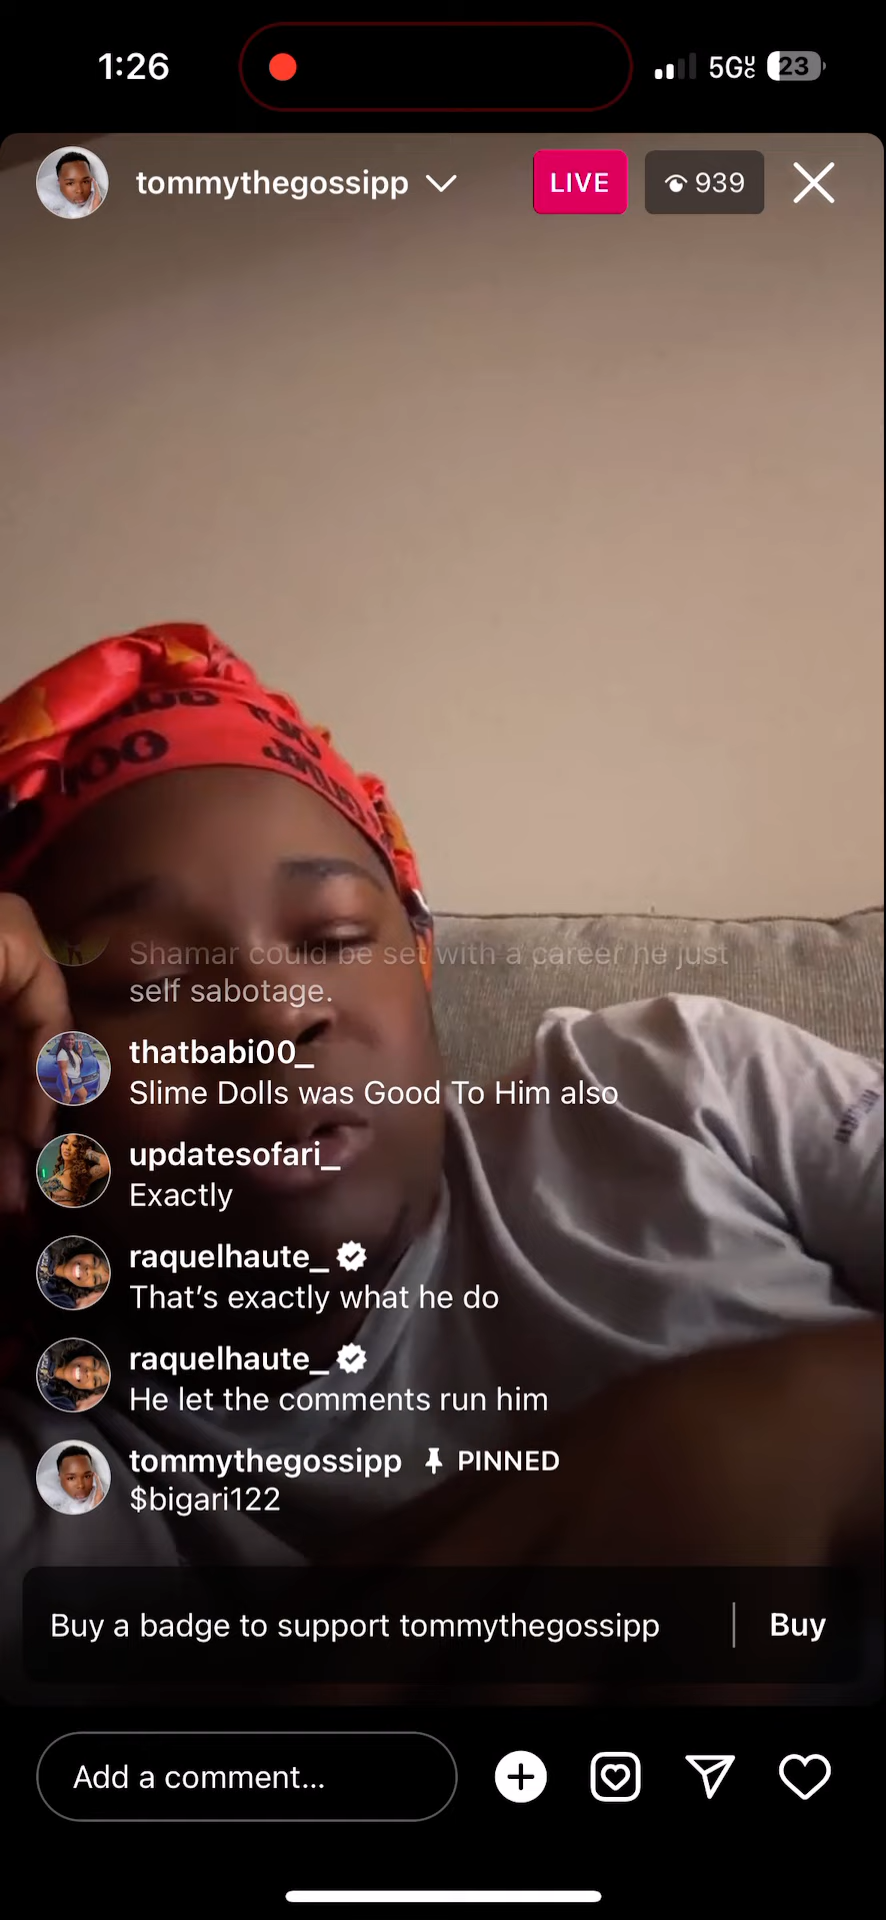 1:26
5Gᵁc
23
tommythegossipp
LIVE
939
Shamar could be set with a career he just
self sabotage.
thatbabi00_
Slime Dolls was Good To Him also
updatesofari_
Exactly
raquelhaute_
That’s exactly what he do
raquelhaute_
He let the comments run him
tommythegossipp PINNED
$bigari122
Buy a badge to support tommythegossipp
Buy
Add a comment...